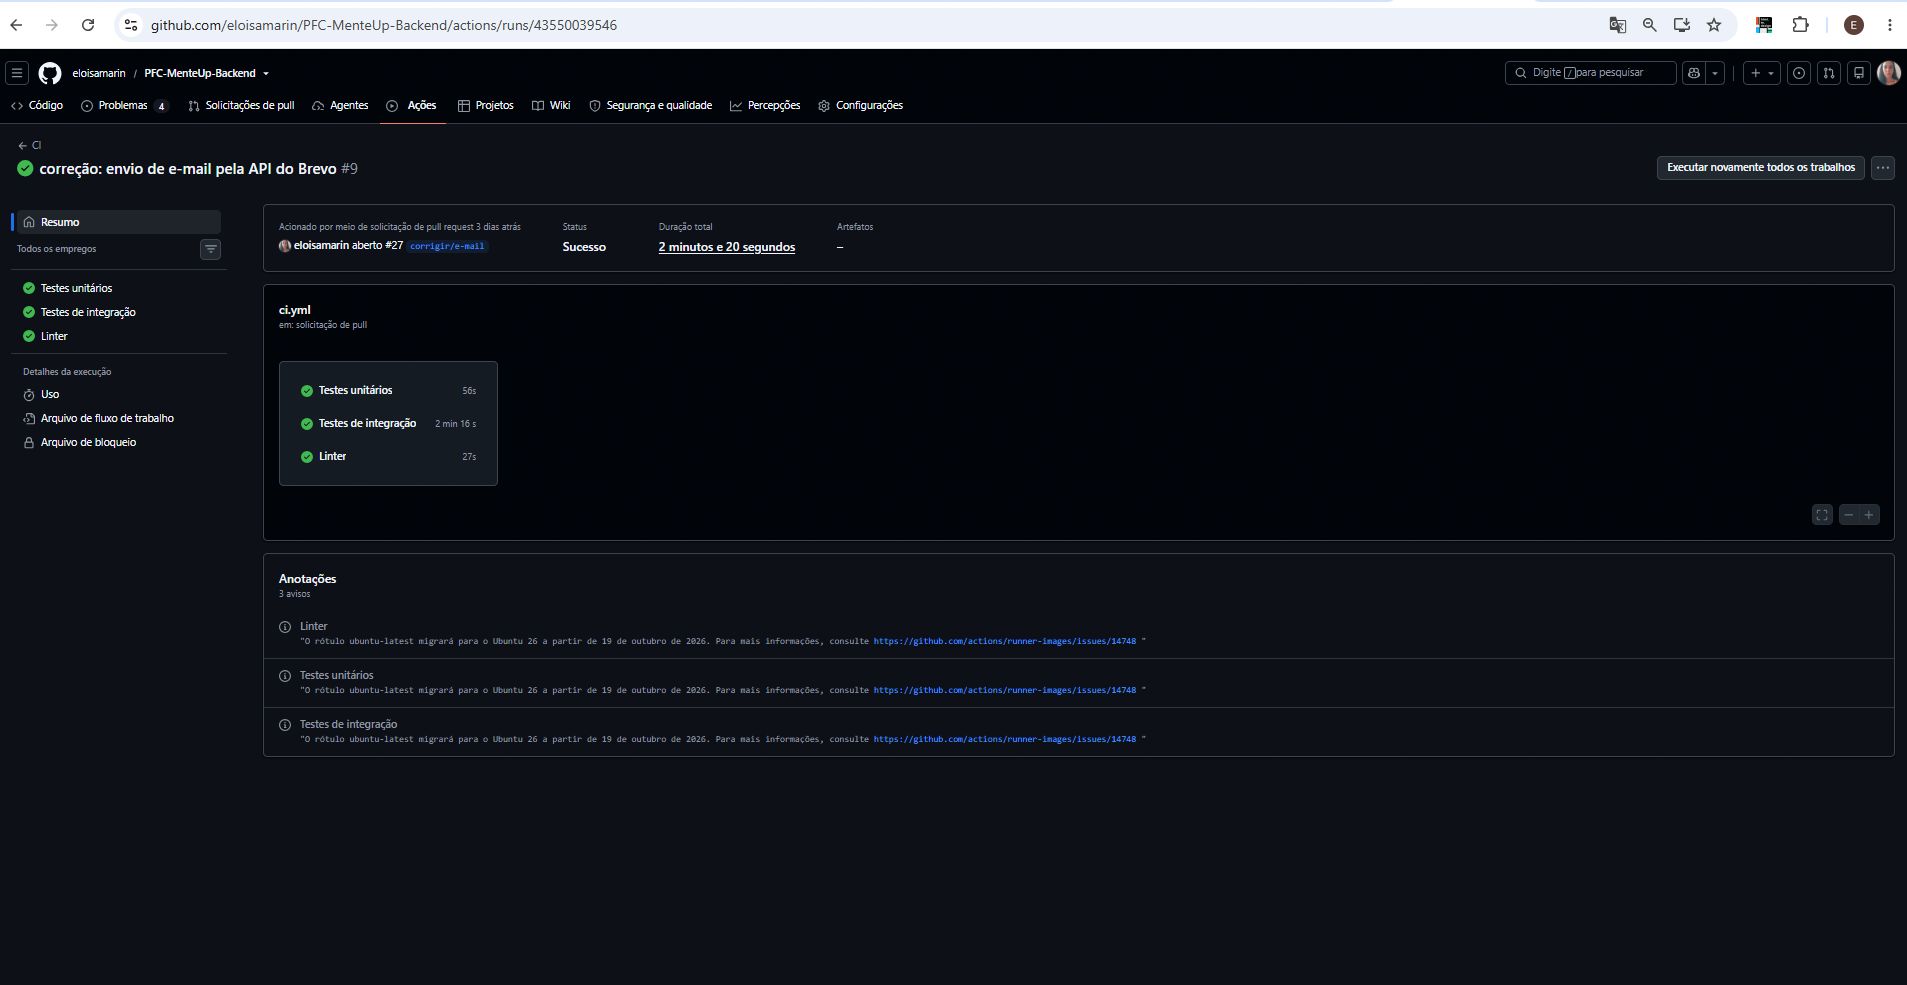 github.com/eloisamarin/PFC-MenteUp-Backend/actions/runs/43550039546
E
eloisamarin / PFC-MenteUp-Backend
Digite / para pesquisar
Código
Problemas 4
Solicitações de pull
Agentes
Ações
Projetos
Wiki
Segurança e qualidade
Percepções
Configurações
CI
correção: envio de e-mail pela API do Brevo #9
Executar novamente todos os trabalhos
Resumo
Todos os empregos
Testes unitários
Testes de integração
Linter
Detalhes da execução
Uso
Arquivo de fluxo de trabalho
Arquivo de bloqueio
Acionado por meio de solicitação de pull request 3 dias atrás
eloisamarin aberto #27 corrigir/e-mail
Status
Sucesso
Duração total
2 minutos e 20 segundos
Artefatos
–
ci.yml
em: solicitação de pull
Testes unitários 56s
Testes de integração 2 min 16 s
Linter 27s
Anotações
3 avisos
Linter
"O rótulo ubuntu-latest migrará para o Ubuntu 26 a partir de 19 de outubro de 2026. Para mais informações, consulte https://github.com/actions/runner-images/issues/14748 "
Testes unitários
"O rótulo ubuntu-latest migrará para o Ubuntu 26 a partir de 19 de outubro de 2026. Para mais informações, consulte https://github.com/actions/runner-images/issues/14748 "
Testes de integração
"O rótulo ubuntu-latest migrará para o Ubuntu 26 a partir de 19 de outubro de 2026. Para mais informações, consulte https://github.com/actions/runner-images/issues/14748 "